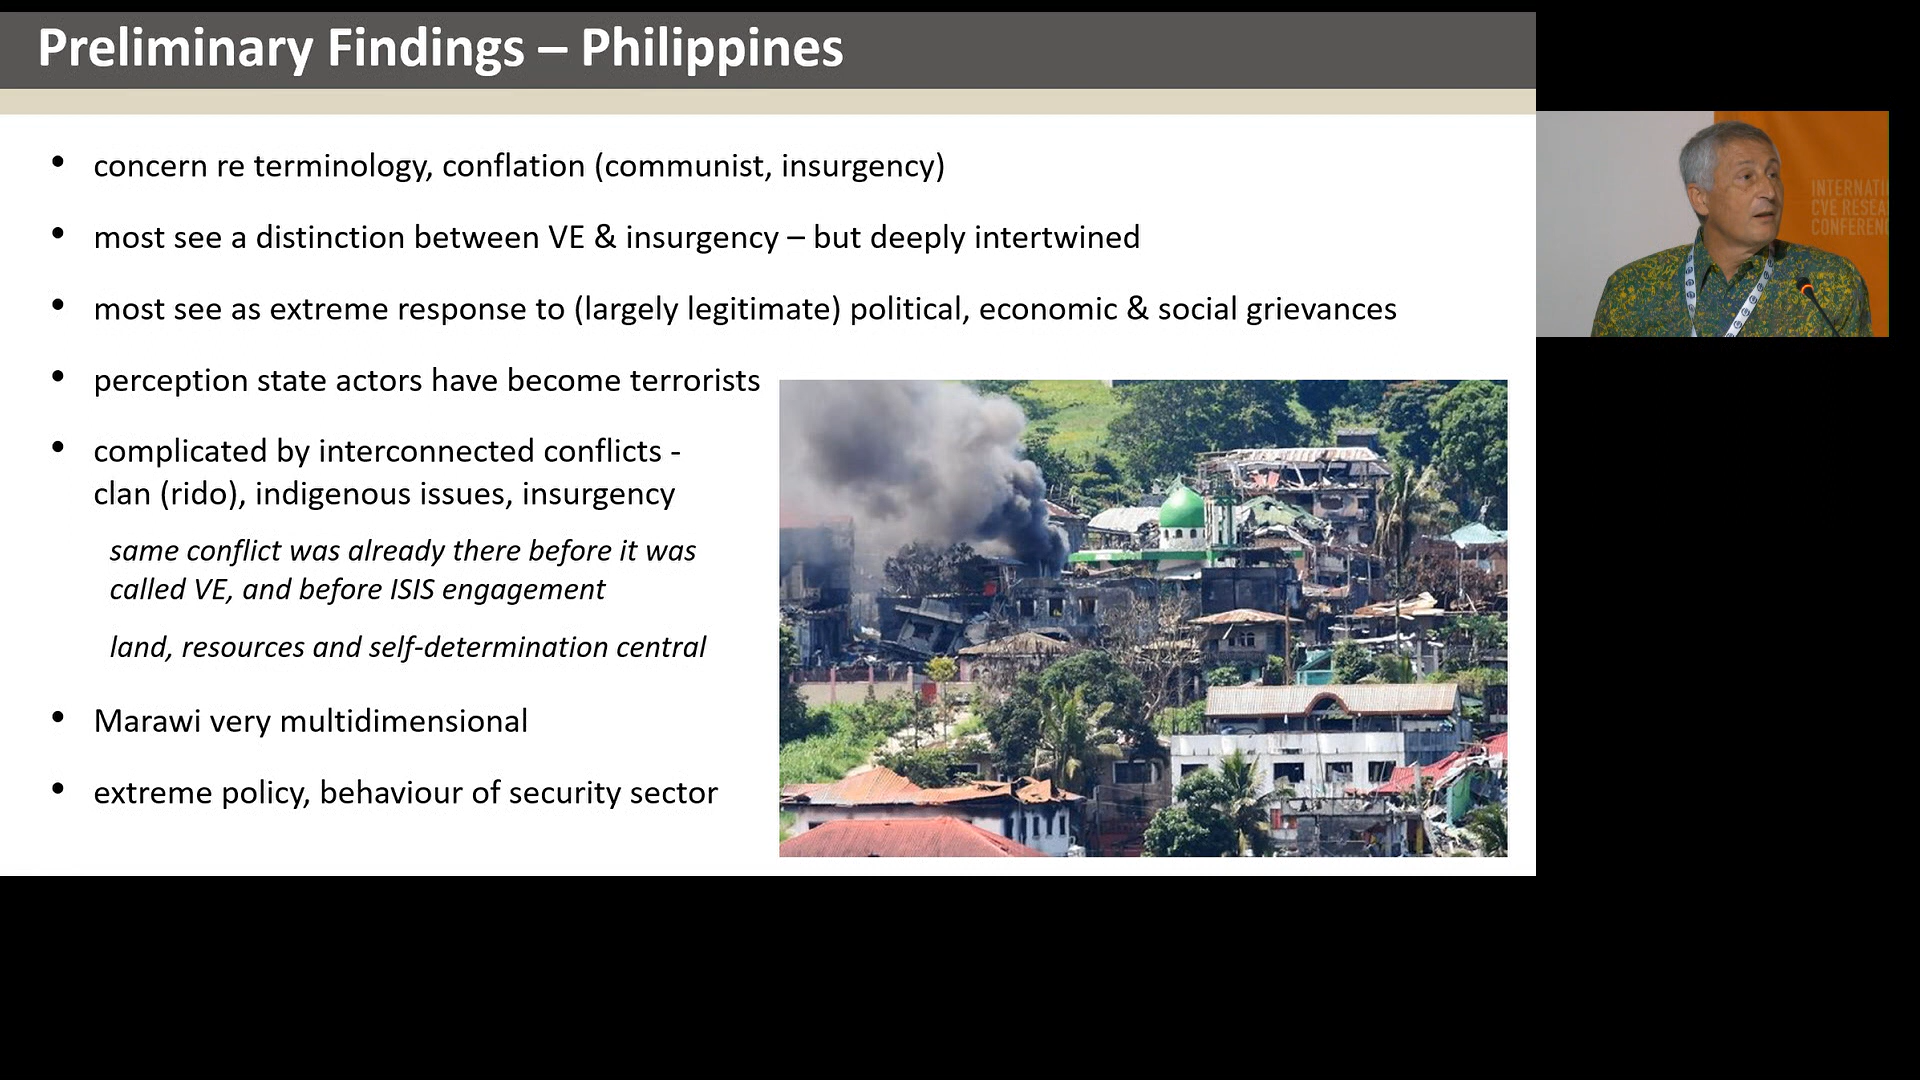 Preliminary Findings – Philippines
• concern re terminology, conflation (communist, insurgency)
• most see a distinction between VE & insurgency – but deeply intertwined
• most see as extreme response to (largely legitimate) political, economic & social grievances
• perception state actors have become terrorists
• complicated by interconnected conflicts -
clan (rido), indigenous issues, insurgency
same conflict was already there before it was
called VE, and before ISIS engagement
land, resources and self-determination central
• Marawi very multidimensional
• extreme policy, behaviour of security sector
INTERNATI
CVE RESEA
CONFEREN